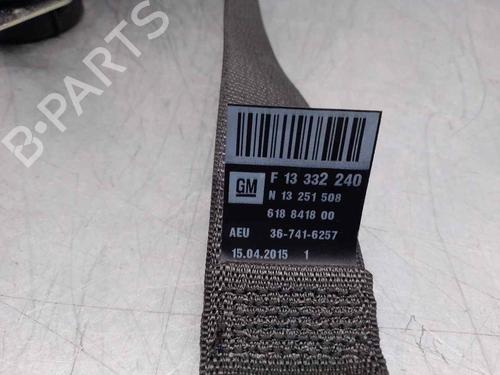 B-PARTS
GM
F 13 332 240
N 13 251 508
618 8418 00
AEU 36-741-6257
15.04.2015 1